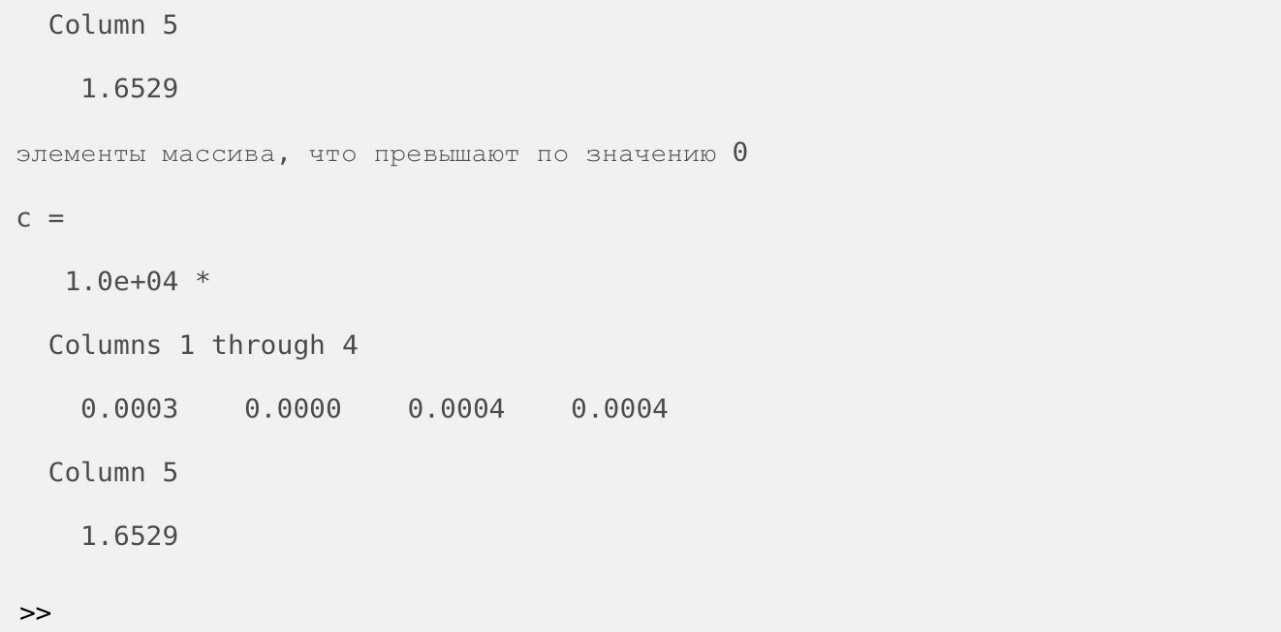 Column 5
1.6529
элементы массива, что превышают по значению 0
c =
1.0e+04 *
Columns 1 through 4
0.0003 0.0000 0.0004 0.0004
Column 5
1.6529
>>